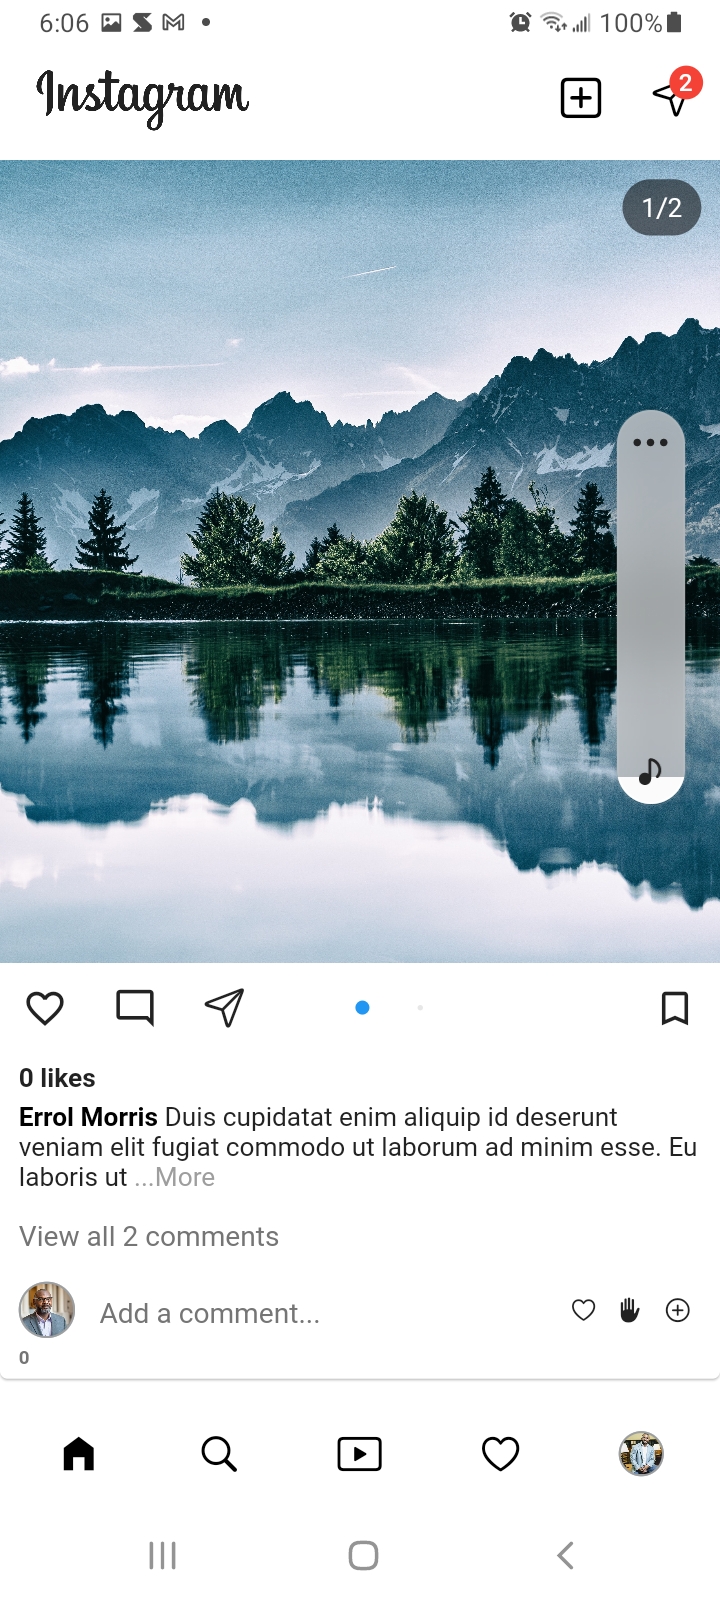 6:06
100%
Instagram
2
1/2
0 likes
Errol Morris Duis cupidatat enim aliquip id deserunt
veniam elit fugiat commodo ut laborum ad minim esse. Eu
laboris ut ...More
View all 2 comments
Add a comment...
0